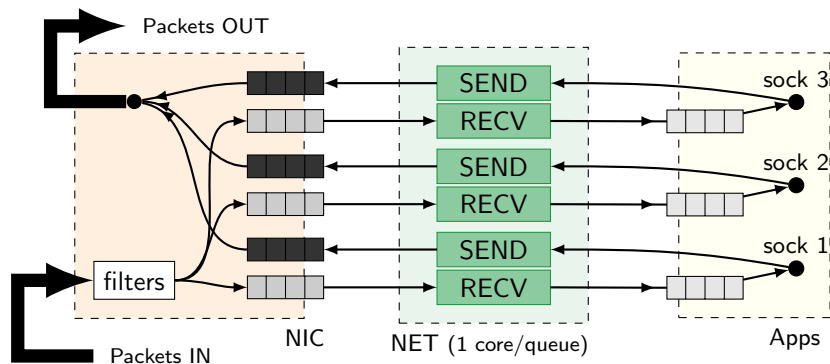 Packets OUT
SEND
sock 3
RECV
SEND
sock 2
RECV
SEND
sock 1
filters
RECV
NIC
NET (1 core/queue)
Apps
Packets IN